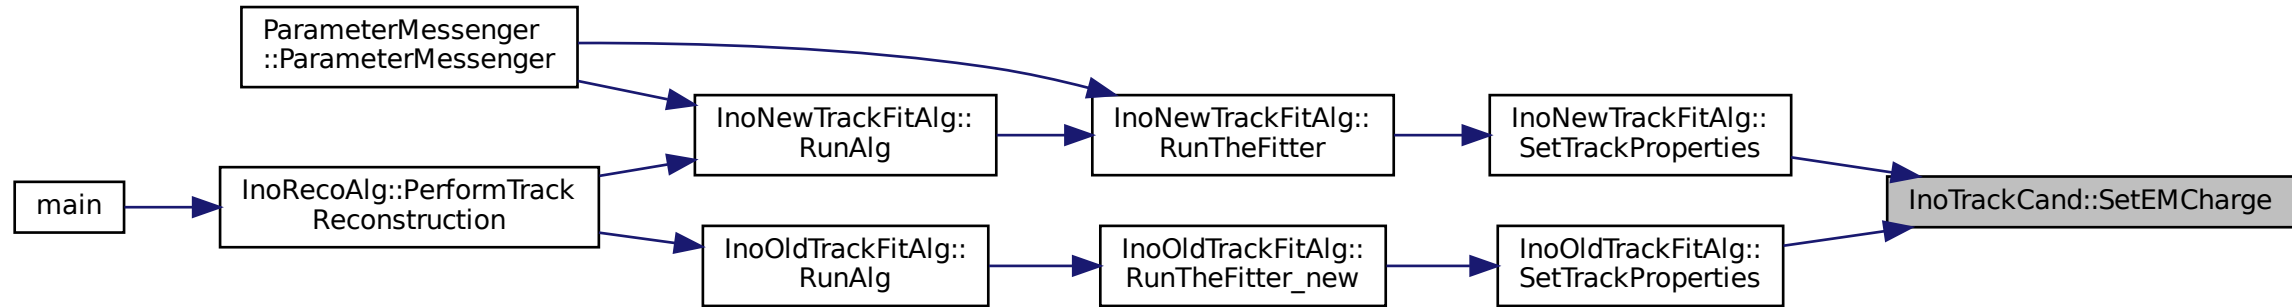 ParameterMessenger
::ParameterMessenger
InoNewTrackFitAlg::
RunAlg
InoNewTrackFitAlg::
RunTheFitter
InoNewTrackFitAlg::
SetTrackProperties
main
InoRecoAlg::PerformTrack
Reconstruction
InoTrackCand::SetEMCharge
InoOldTrackFitAlg::
RunAlg
InoOldTrackFitAlg::
RunTheFitter_new
InoOldTrackFitAlg::
SetTrackProperties